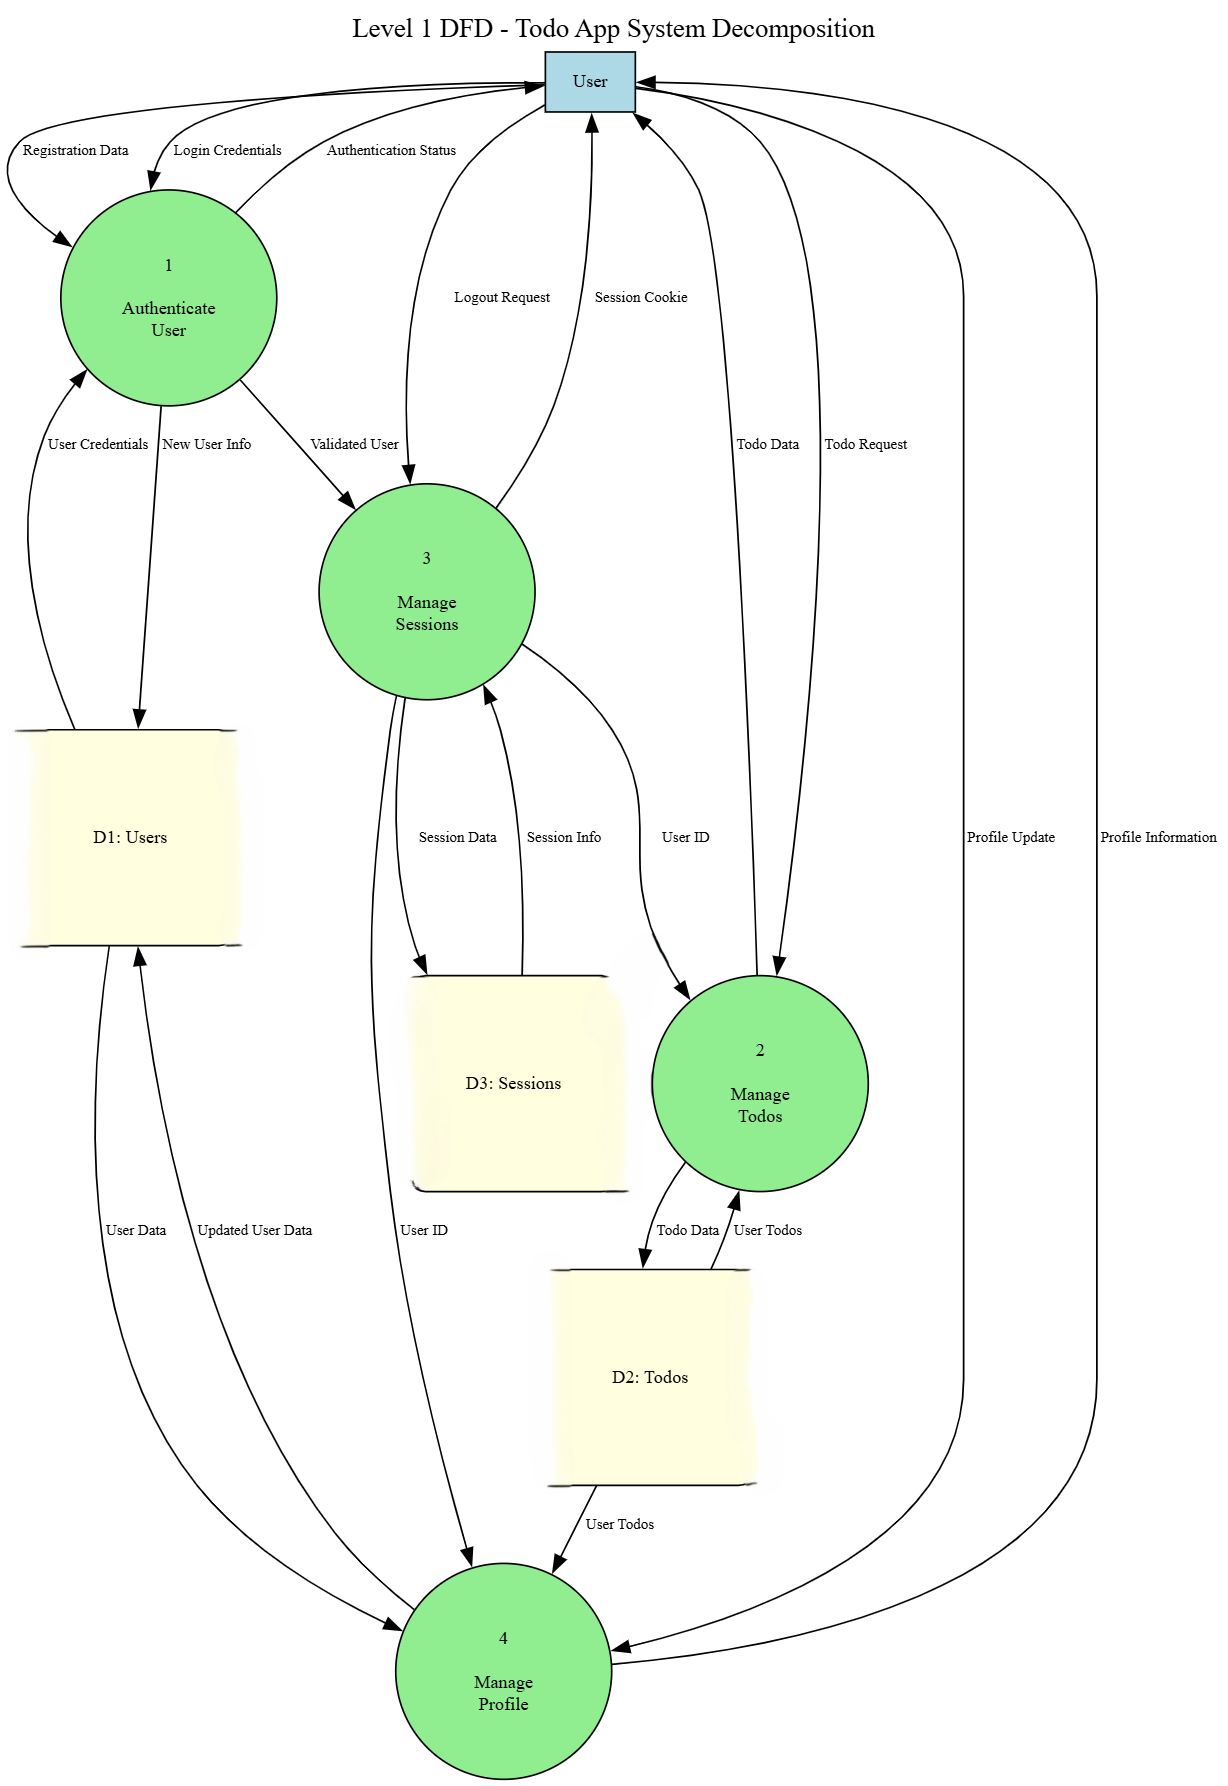 Level 1 DFD - Todo App System Decomposition
User
Registration Data
Login Credentials
Authentication Status
1
Authenticate
User
Logout Request
Session Cookie
User Credentials
New User Info
Validated User
Todo Data
Todo Request
3
Manage
Sessions
D1: Users
Session Data
Session Info
User ID
Profile Update
Profile Information
D3: Sessions
2
Manage
Todos
User Data
Updated User Data
User ID
Todo Data
User Todos
D2: Todos
User Todos
4
Manage
Profile